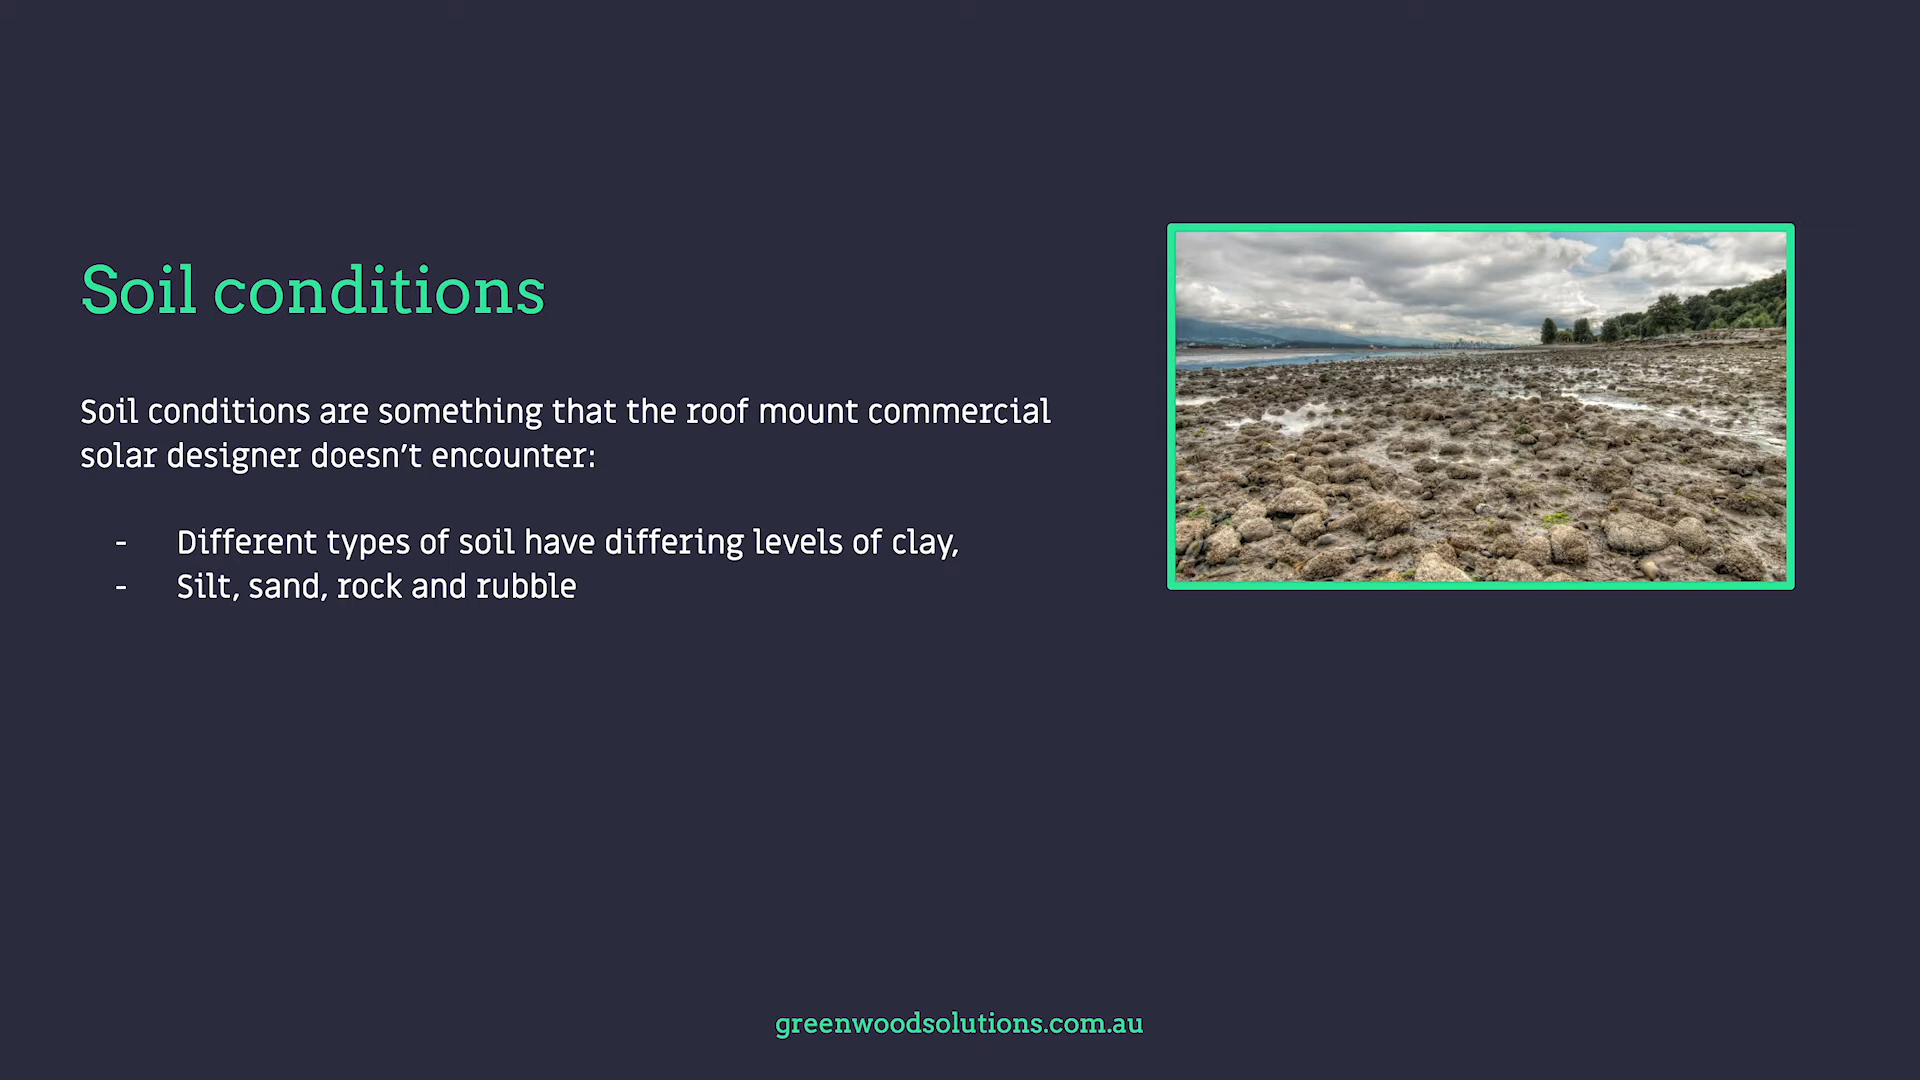 Soil conditions
Soil conditions are something that the roof mount commercial
solar designer doesn’t encounter:
- Different types of soil have differing levels of clay,
- Silt, sand, rock and rubble
greenwoodsolutions.com.au